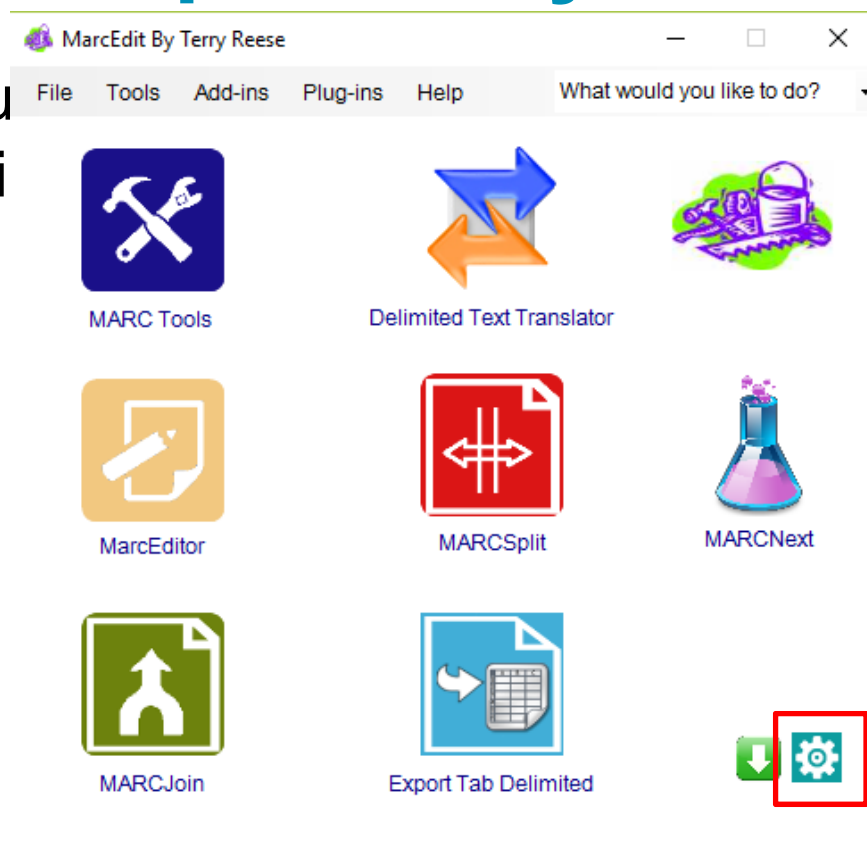 MarcEdit By Terry Reese
File Tools Add-ins Plug-ins Help What would you like to do?
MARC Tools Delimited Text Translator
MarcEditor MARCSplit MARCNext
MARCJoin Export Tab Delimited